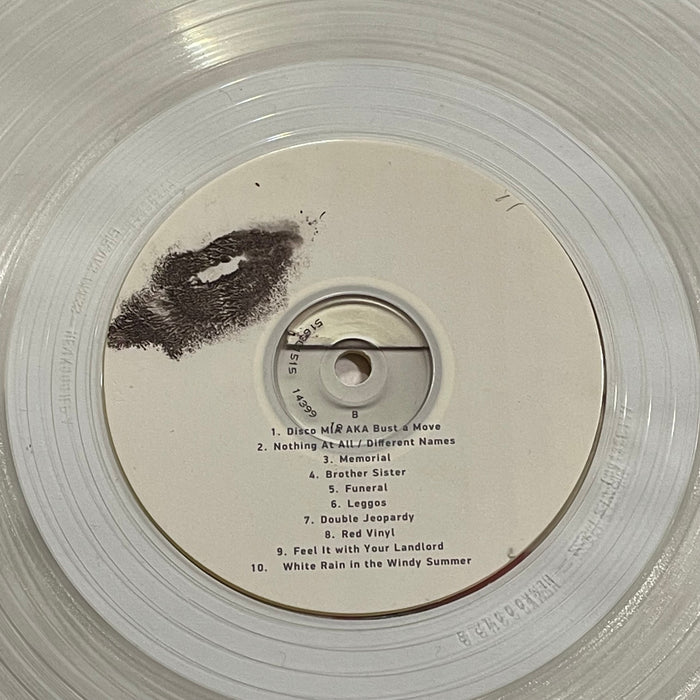 B
1. Disco MIA AKA Bust a Move
2. Nothing At All / Different Names
3. Memorial
4. Brother Sister
5. Funeral
6. Leggos
7. Double Jeopardy
8. Red Vinyl
9. Feel It with Your Landlord
10. White Rain in the Windy Summer
14399